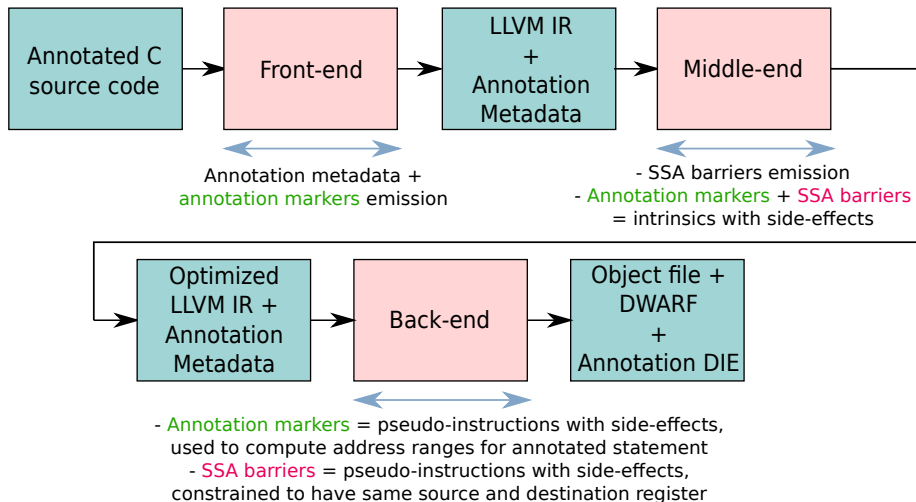 Annotated C
source code
Front-end
LLVM IR
+
Annotation
Metadata
Middle-end
Annotation metadata +
annotation markers emission
- SSA barriers emission
- Annotation markers + SSA barriers
= intrinsics with side-effects
Optimized
LLVM IR +
Annotation
Metadata
Back-end
Object file +
DWARF
+
Annotation DIE
- Annotation markers = pseudo-instructions with side-effects,
used to compute address ranges for annotated statement
- SSA barriers = pseudo-instructions with side-effects,
constrained to have same source and destination register